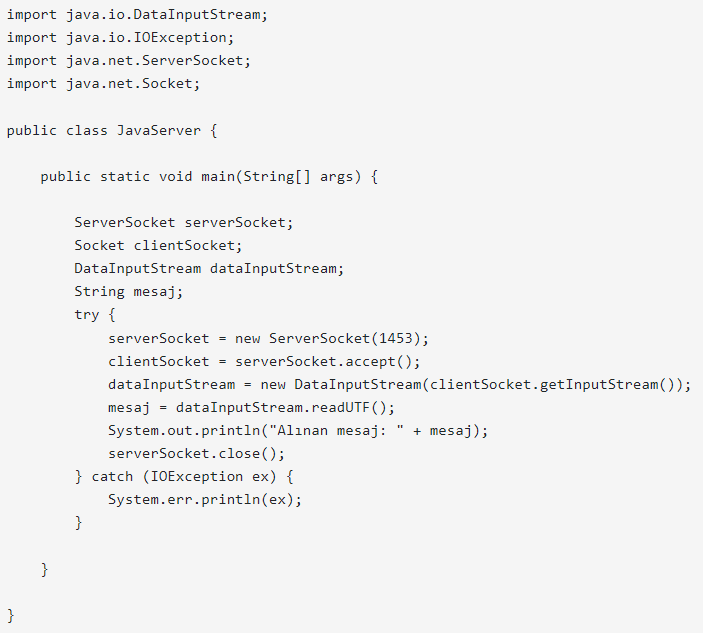 import java.io.DataInputStream;
import java.io.IOException;
import java.net.ServerSocket;
import java.net.Socket;
public class JavaServer {
public static void main(String[] args) {
ServerSocket serverSocket;
Socket clientSocket;
DataInputStream dataInputStream;
String mesaj;
try {
serverSocket = new ServerSocket(1453);
clientSocket = serverSocket.accept();
dataInputStream = new DataInputStream(clientSocket.getInputStream());
mesaj = dataInputStream.readUTF();
System.out.println("Alınan mesaj: " + mesaj);
serverSocket.close();
} catch (IOException ex) {
System.err.println(ex);
}
}
}